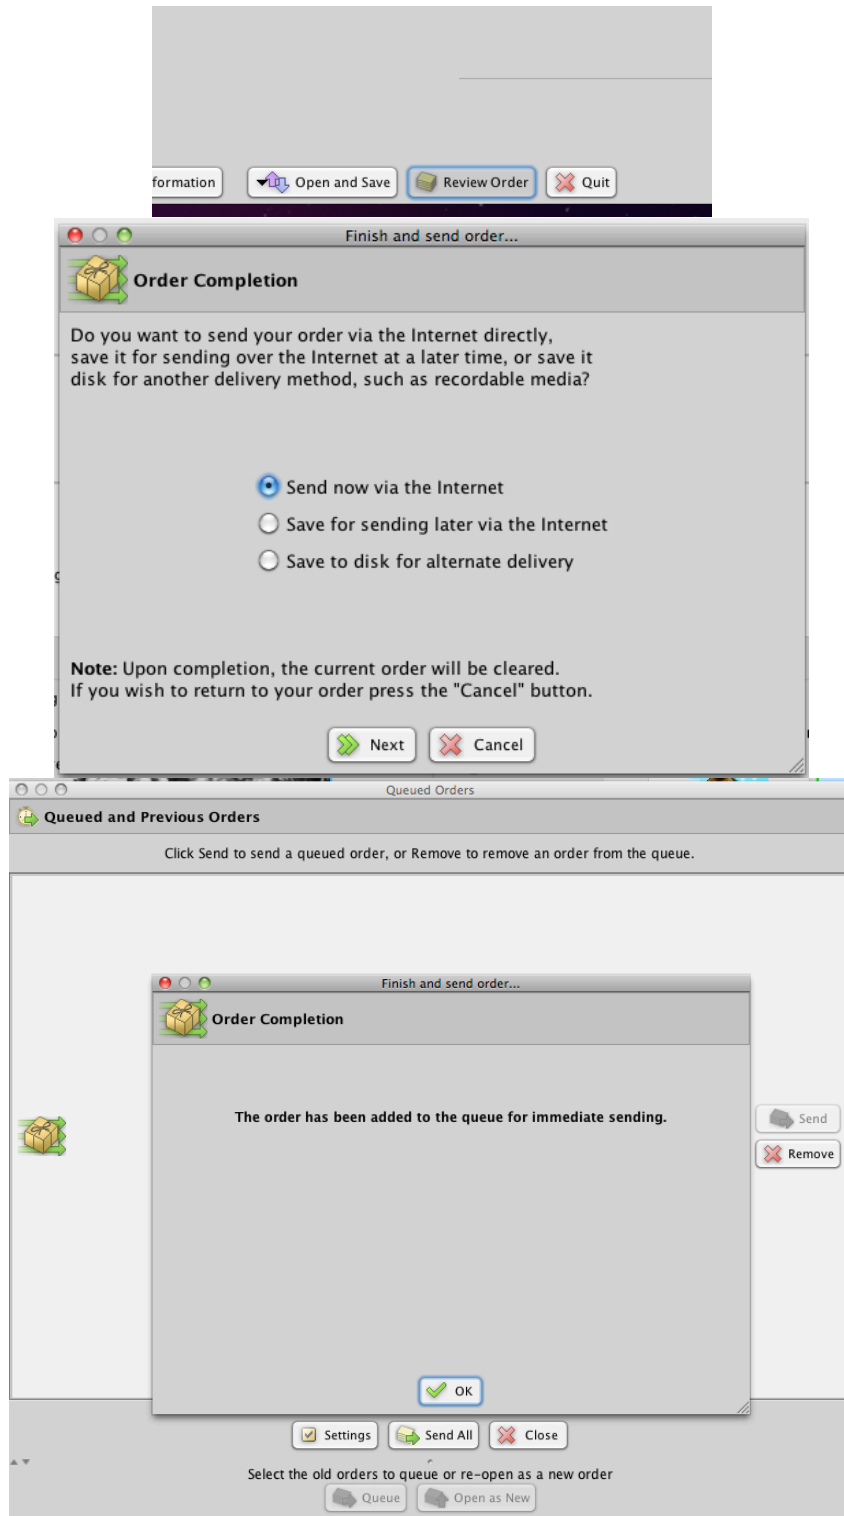 formation
Open and Save
Review Order
Quit
Finish and send order...
Order Completion
Do you want to send your order via the Internet directly,
save it for sending over the Internet at a later time, or save it
disk for another delivery method, such as recordable media?
Send now via the Internet
Save for sending later via the Internet
Save to disk for alternate delivery
Note: Upon completion, the current order will be cleared.
If you wish to return to your order press the "Cancel" button.
Next
Cancel
Queued Orders
Queued and Previous Orders
Click Send to send a queued order, or Remove to remove an order from the queue.
Finish and send order...
Order Completion
The order has been added to the queue for immediate sending.
Send
Remove
OK
Settings
Send All
Close
Select the old orders to queue or re-open as a new order
Queue
Open as New